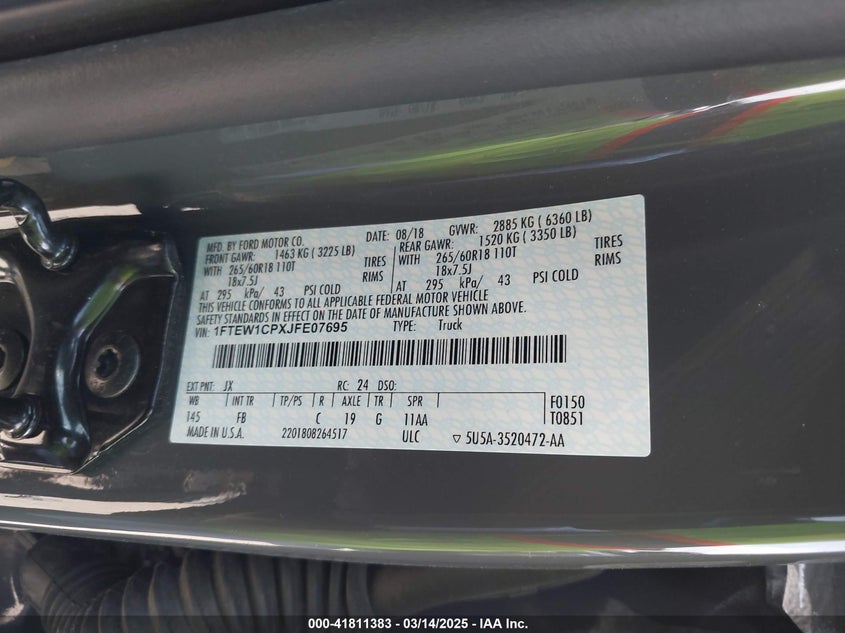 MFD. BY FORD MOTOR CO. DATE: 08/18 GVWR: 2885 KG ( 6360 LB)
FRONT GAWR: 1463 KG ( 3225 LB) REAR GAWR: 1520 KG ( 3350 LB)
WITH 265/60R18 110T TIRES WITH 265/60R18 110T TIRES
18x7.5J RIMS 18x7.5J RIMS
AT 295 kPa/ 43 PSI COLD AT 295 kPa/ 43 PSI COLD
THIS VEHICLE CONFORMS TO ALL APPLICABLE FEDERAL MOTOR VEHICLE
SAFETY STANDARDS IN EFFECT ON THE DATE OF MANUFACTURE SHOWN ABOVE.
VIN: 1FTEW1CPXJFE07695 TYPE: Truck
EXT PNT: JX RC: 24 DSO:
WB INT TR TP/PS R AXLE TR SPR F0150
145 FB C 19 G 11AA T0851
MADE IN U.S.A. 2201808264517 ULC ▽ 5U5A-3520472-AA
000-41811383 - 03/14/2025 - IAA Inc.